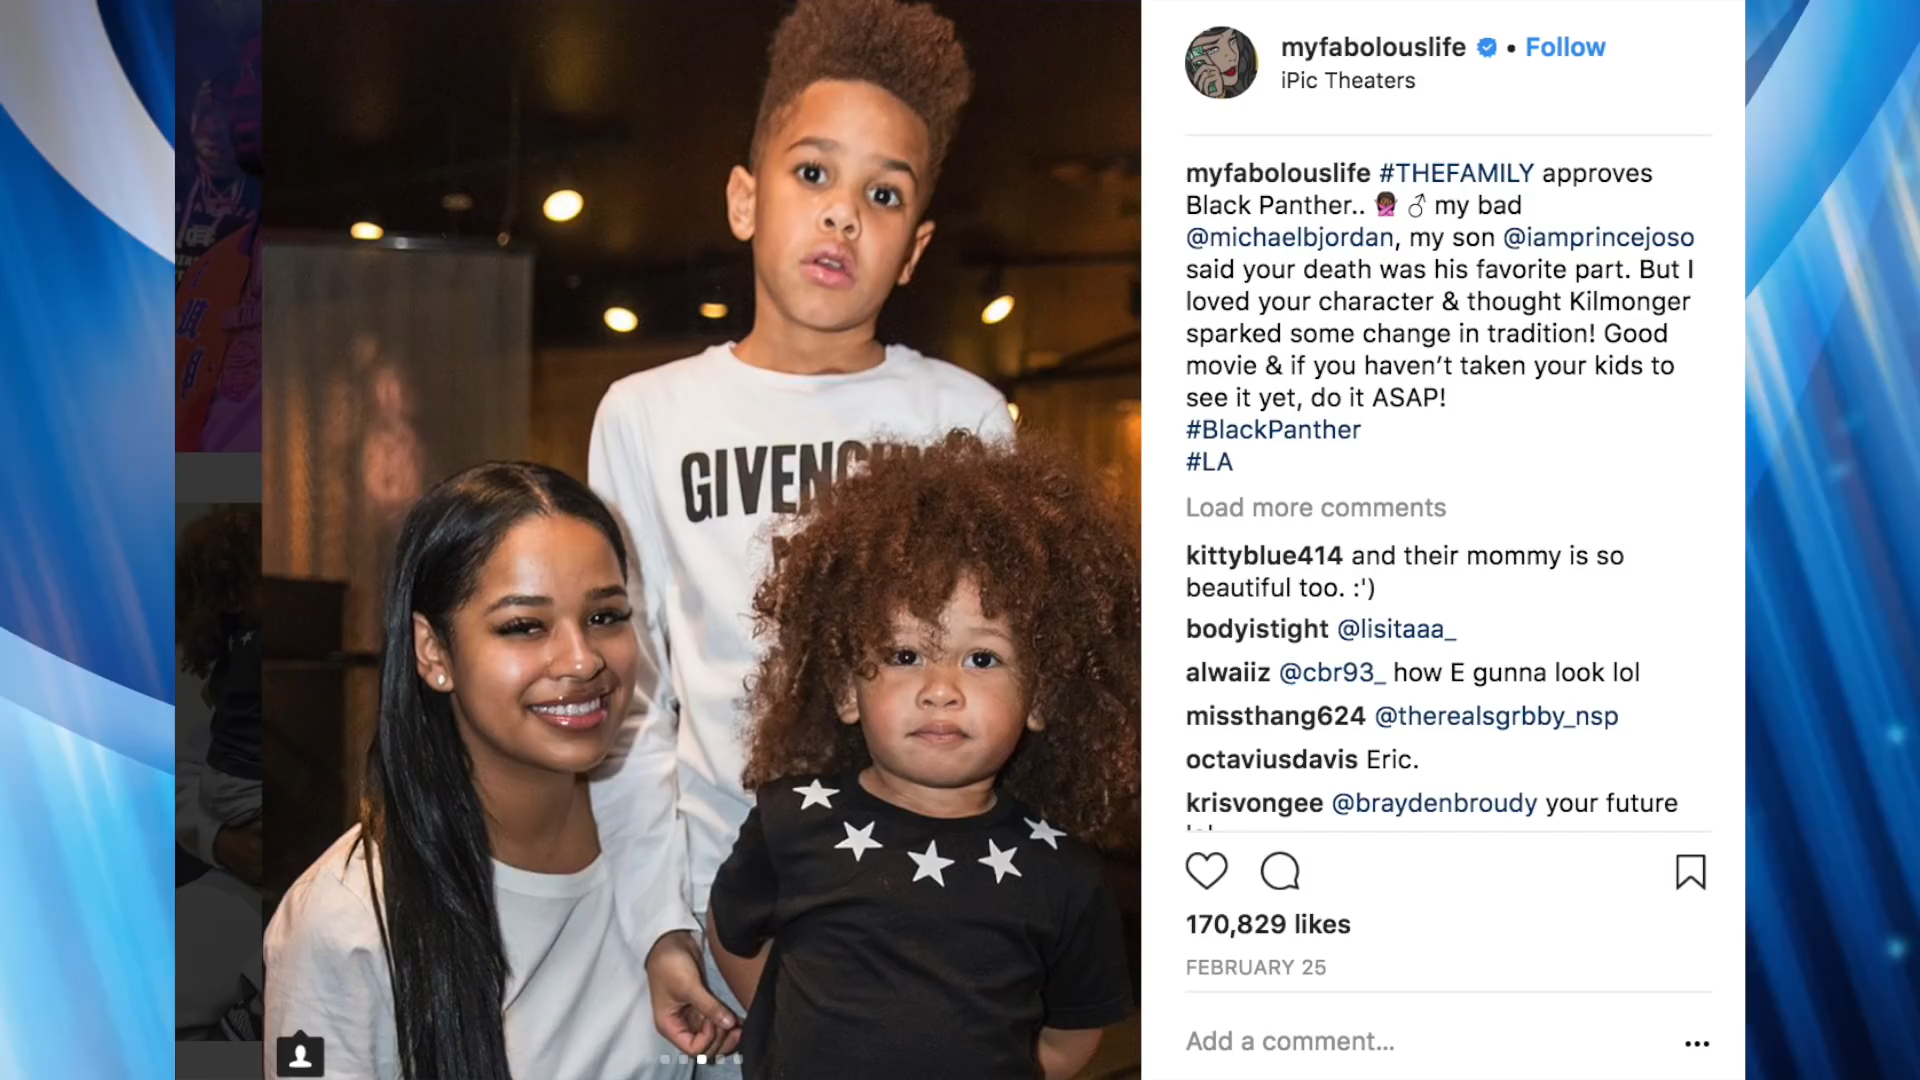 myfabolouslife • Follow
iPic Theaters
myfabolouslife #THEFAMILY approves
Black Panther.. 🙅🏿 ♂ my bad
@michaelbjordan, my son @iamprincejoso
said your death was his favorite part. But I
loved your character & thought Kilmonger
sparked some change in tradition! Good
movie & if you haven’t taken your kids to
see it yet, do it ASAP!
#BlackPanther
#LA
Load more comments
kittyblue414 and their mommy is so
beautiful too. :')
bodyistight @lisitaaa_
alwaiiz @cbr93_ how E gunna look lol
missthang624 @therealsgrbby_nsp
octaviusdavis Eric.
krisvongee @braydenbroudy your future
170,829 likes
FEBRUARY 25
Add a comment...